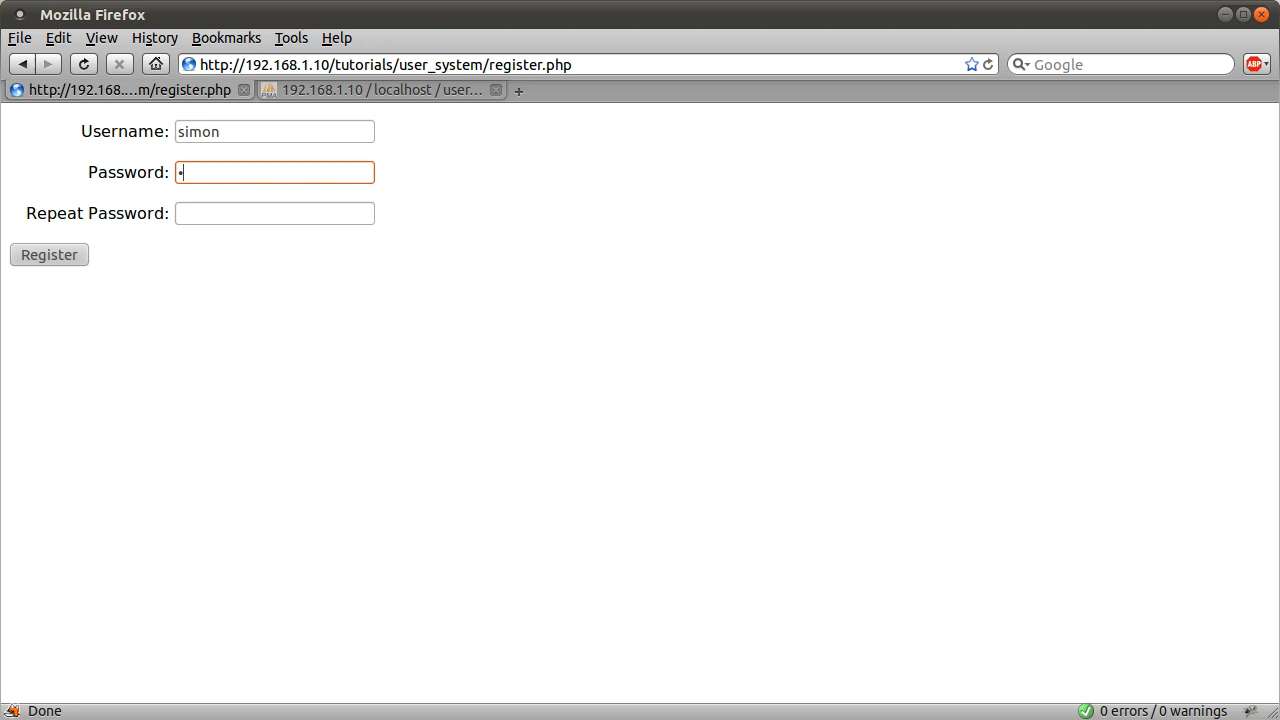 Mozilla Firefox
File Edit View History Bookmarks Tools Help
http://192.168.1.10/tutorials/user_system/register.php Google ABP
http://192.168....m/register.php PMA 192.168.1.10 / localhost / user... +
Username: simon
Password: •
Repeat Password:
Register
Done 0 errors / 0 warnings